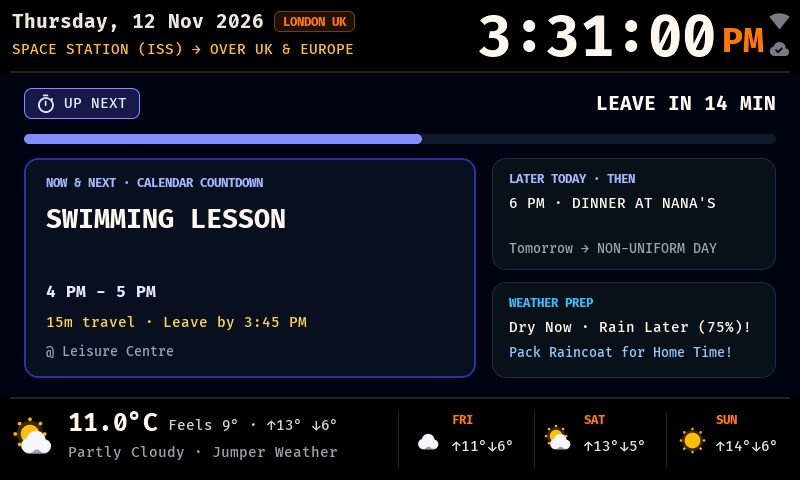 Thursday, 12 Nov 2026 LONDON UK
SPACE STATION (ISS) → OVER UK & EUROPE
3:31:00 PM
UP NEXT
LEAVE IN 14 MIN
NOW & NEXT · CALENDAR COUNTDOWN
SWIMMING LESSON
4 PM – 5 PM
15m travel · Leave by 3:45 PM
@ Leisure Centre
LATER TODAY · THEN
6 PM · DINNER AT NANA'S
Tomorrow → NON-UNIFORM DAY
WEATHER PREP
Dry Now · Rain Later (75%)!
Pack Raincoat for Home Time!
11.0°C Feels 9° · ↑13° ↓6°
Partly Cloudy · Jumper Weather
FRI
↑11°↓6°
SAT
↑13°↓5°
SUN
↑14°↓6°